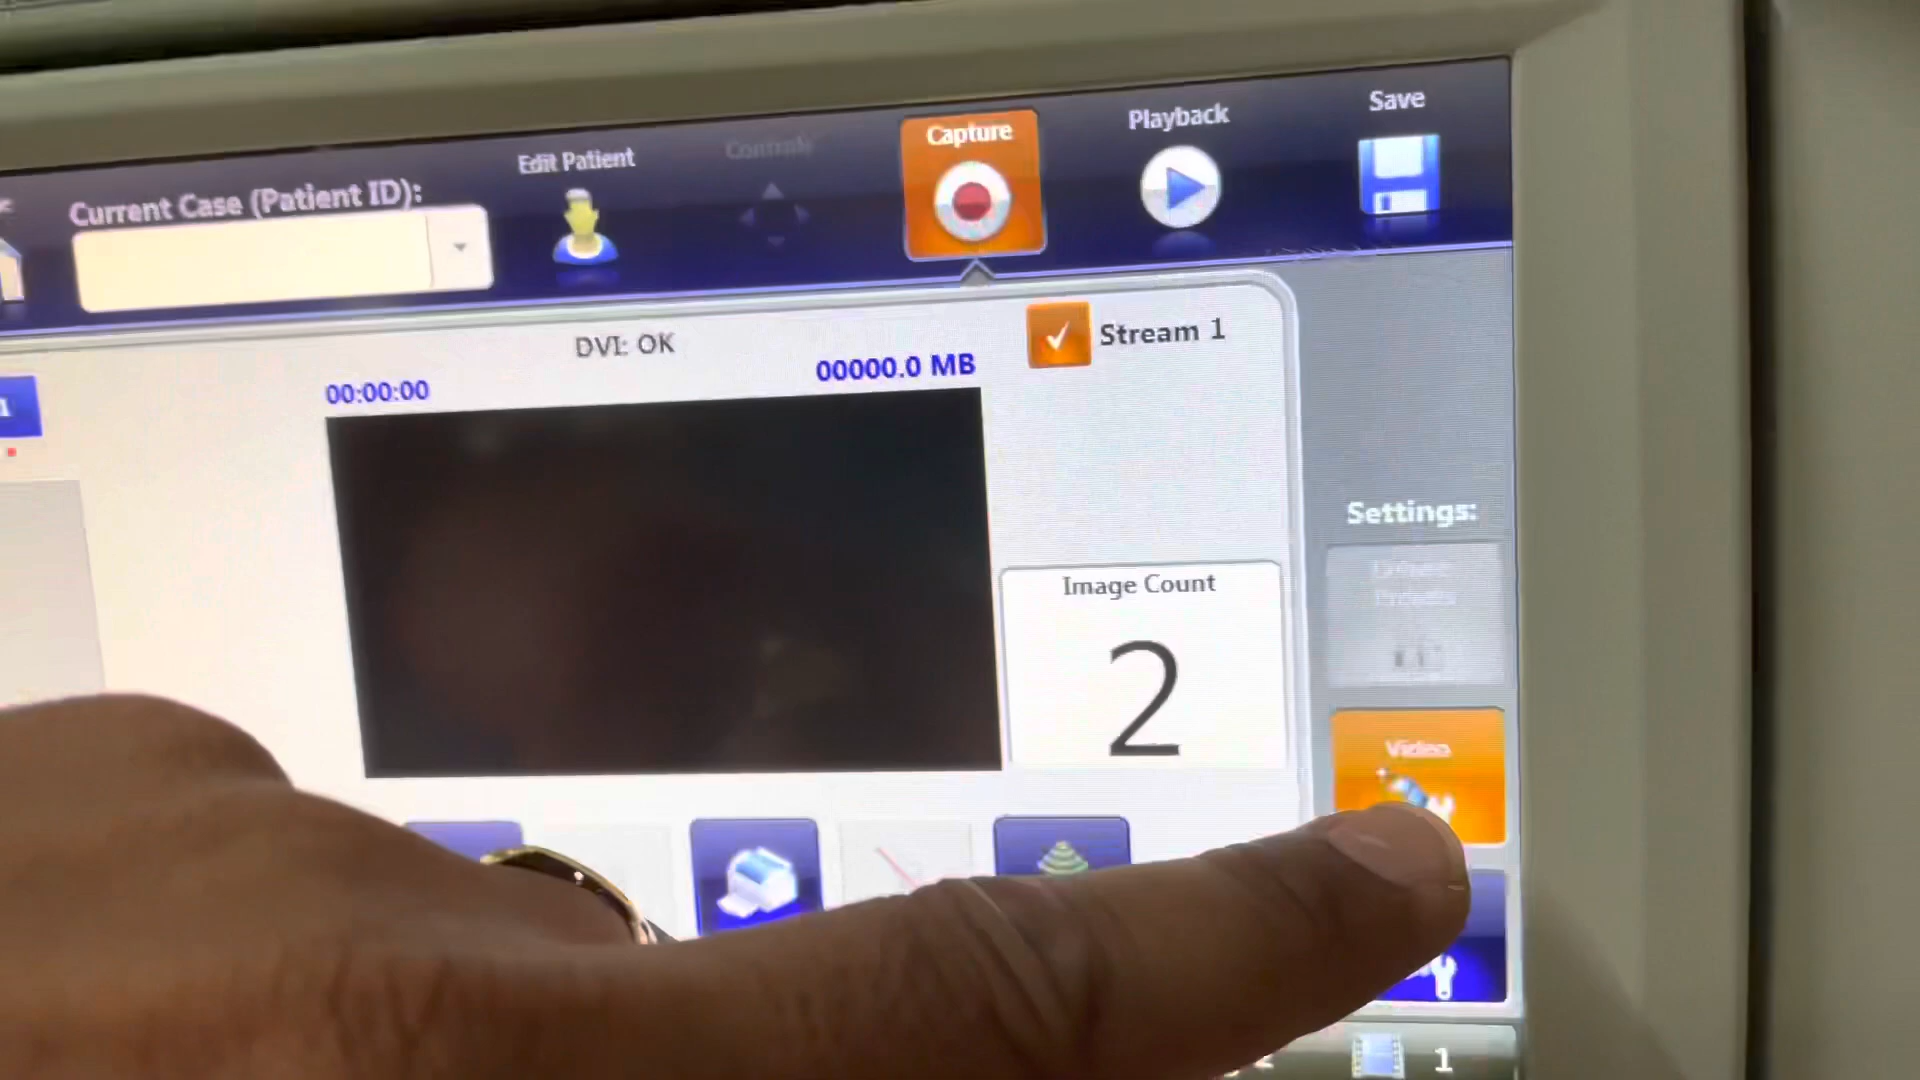 Current Case (Patient ID):
Edit Patient
Controls
Capture
Playback
Save
DVI: OK
Stream 1
00:00:00
00000.0 MB
Settings:
Image Count
2
Video
1